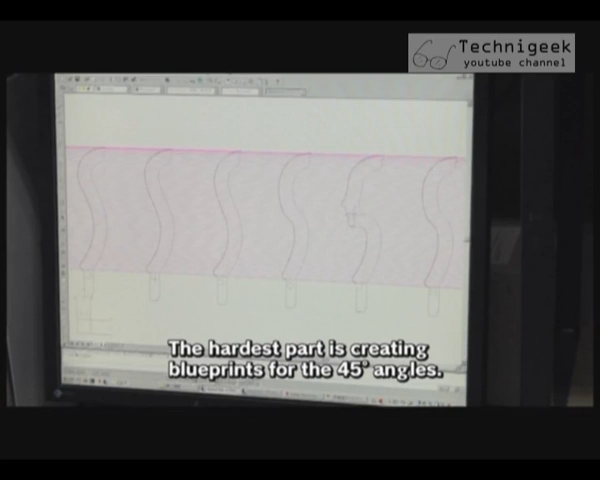 Technigeek
youtube channel
The hardest part is creating
blueprints for the 45° angles.